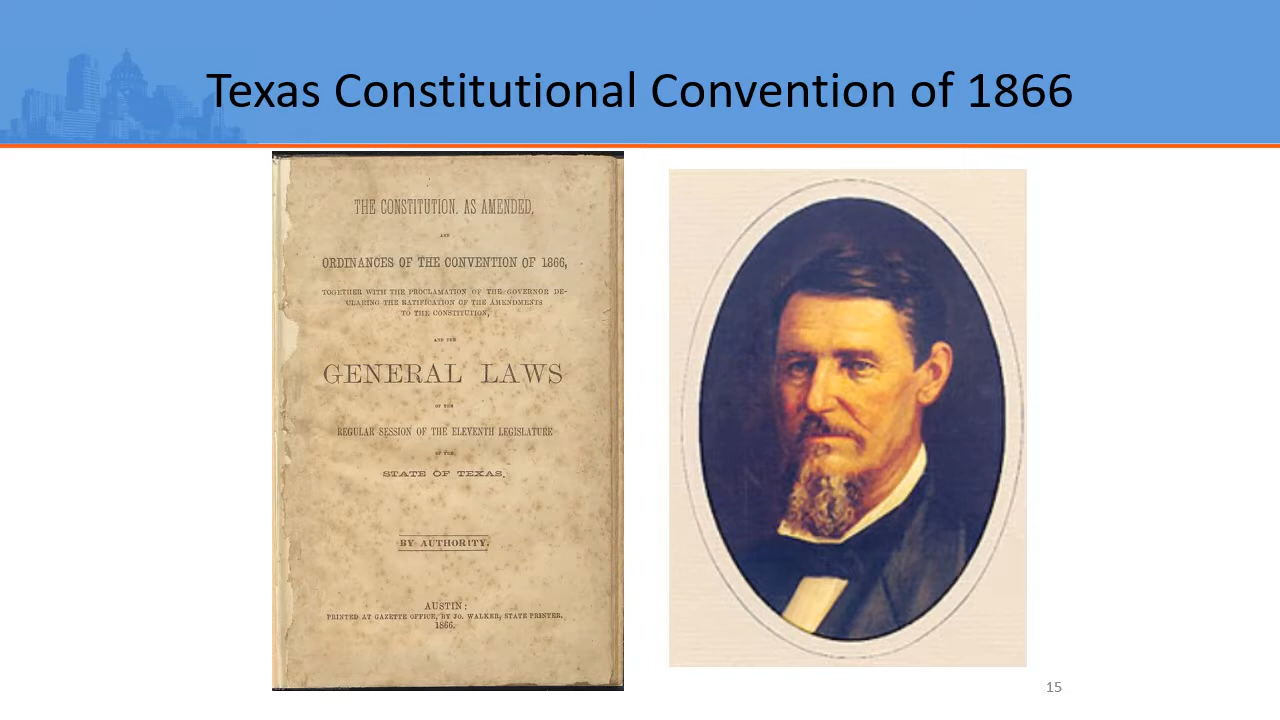 Texas Constitutional Convention of 1866
THE CONSTITUTION, AS AMENDED,
AND
ORDINANCES OF THE CONVENTION OF 1866,
TOGETHER WITH THE PROCLAMATION OF THE GOVERNOR DE-
CLARING THE RATIFICATION OF THE AMENDMENTS
TO THE CONSTITUTION,
AND THE
GENERAL LAWS
OF THE
REGULAR SESSION OF THE ELEVENTH LEGISLATURE
OF THE
STATE OF TEXAS.
BY AUTHORITY.
AUSTIN:
PRINTED AT GAZETTE OFFICE, BY JO. WALKER, STATE PRINTER.
1866.
15